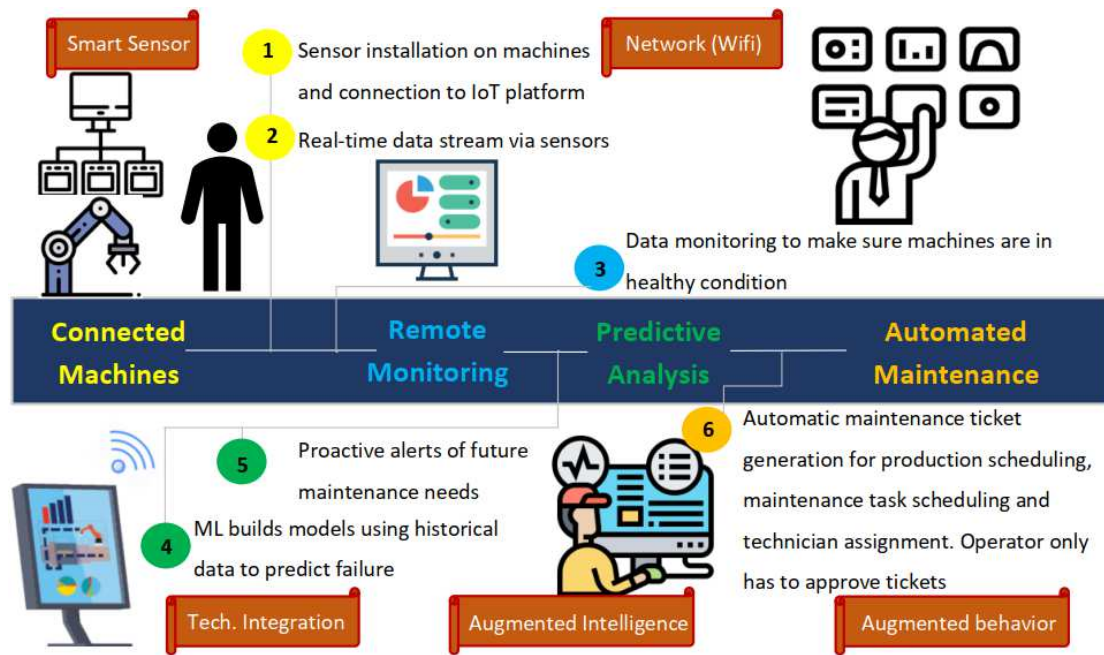 Smart Sensor
1
Sensor installation on machines
and connection to IoT platform
Network (Wifi)
2
Real-time data stream via sensors
3
Data monitoring to make sure machines are in
healthy condition
Connected
Machines
Remote
Monitoring
Predictive
Analysis
Automated
Maintenance
5
Proactive alerts of future
maintenance needs
4
ML builds models using historical
data to predict failure
6
Automatic maintenance ticket
generation for production scheduling,
maintenance task scheduling and
technician assignment. Operator only
has to approve tickets
Tech. Integration
Augmented Intelligence
Augmented behavior